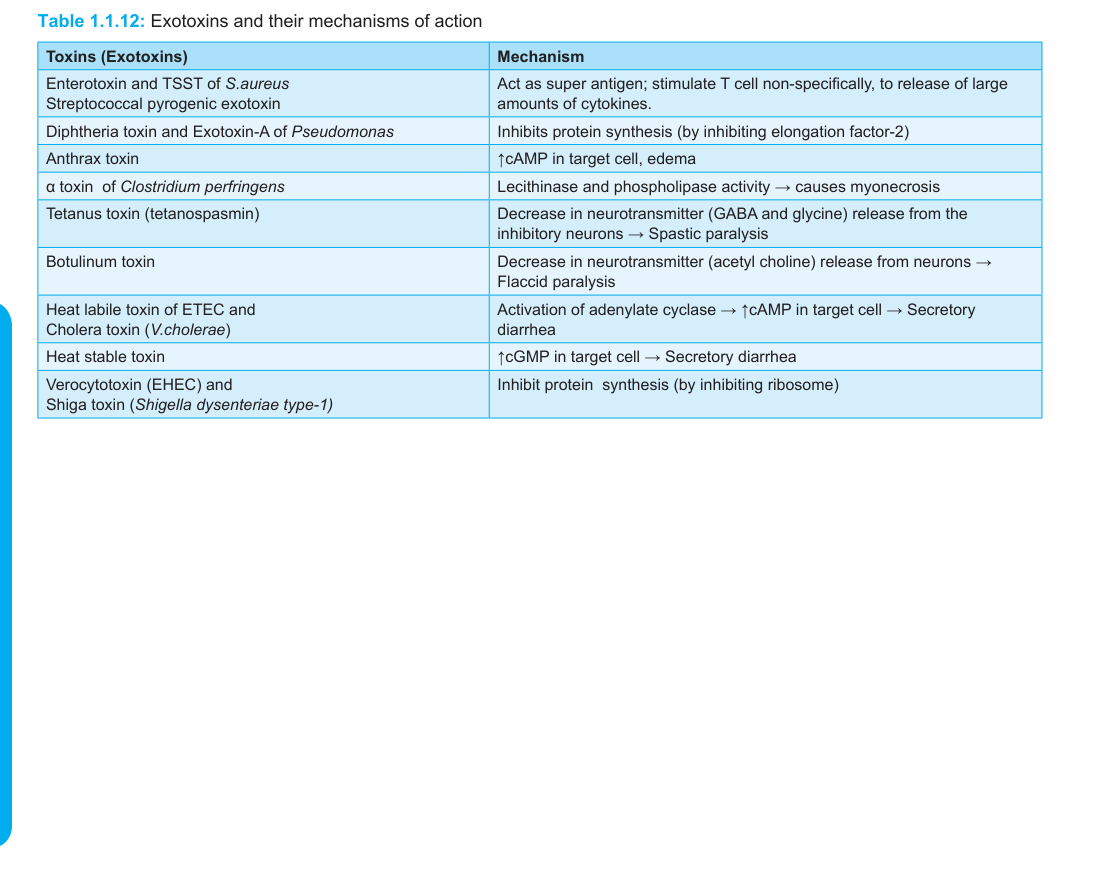 Table 1.1.12: Exotoxins and their mechanisms of action
Toxins (Exotoxins) Mechanism
Enterotoxin and TSST of S.aureus
Streptococcal pyrogenic exotoxin
Act as super antigen; stimulate T cell non-specifically, to release of large
amounts of cytokines.
Diphtheria toxin and Exotoxin-A of Pseudomonas Inhibits protein synthesis (by inhibiting elongation factor-2)
Anthrax toxin ↑cAMP in target cell, edema
α toxin of Clostridium perfringens Lecithinase and phospholipase activity → causes myonecrosis
Tetanus toxin (tetanospasmin)
Decrease in neurotransmitter (GABA and glycine) release from the
inhibitory neurons → Spastic paralysis
Botulinum toxin
Decrease in neurotransmitter (acetyl choline) release from neurons →
Flaccid paralysis
Heat labile toxin of ETEC and
Cholera toxin (V.cholerae)
Activation of adenylate cyclase → ↑cAMP in target cell → Secretory
diarrhea
Heat stable toxin ↑cGMP in target cell → Secretory diarrhea
Verocytotoxin (EHEC) and
Shiga toxin (Shigella dysenteriae type-1)
Inhibit protein synthesis (by inhibiting ribosome)